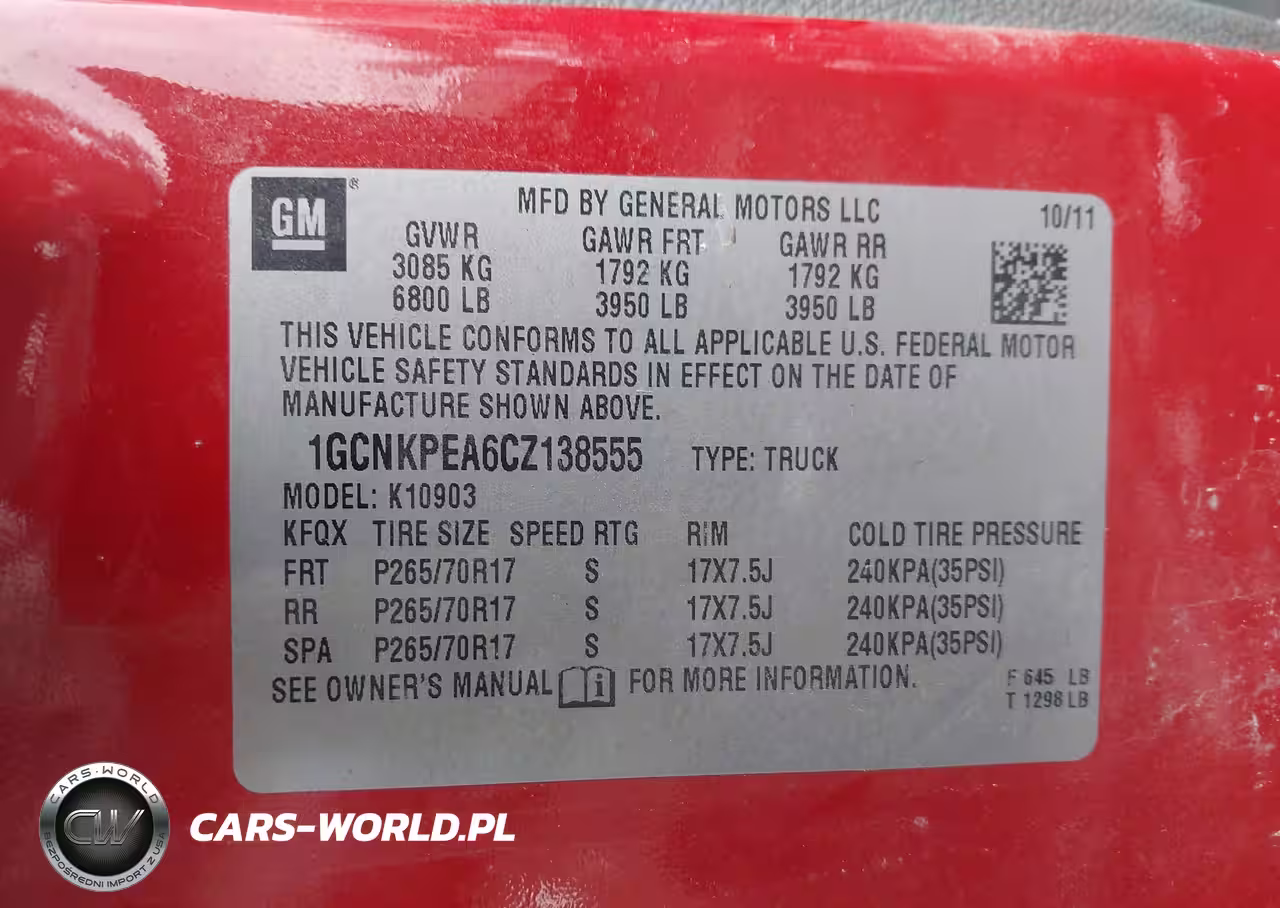 GM®
MFD BY GENERAL MOTORS LLC 10/11
GVWR GAWR FRT GAWR RR
3085 KG 1792 KG 1792 KG
6800 LB 3950 LB 3950 LB
THIS VEHICLE CONFORMS TO ALL APPLICABLE U.S. FEDERAL MOTOR
VEHICLE SAFETY STANDARDS IN EFFECT ON THE DATE OF
MANUFACTURE SHOWN ABOVE.
1GCNKPEA6CZ138555 TYPE: TRUCK
MODEL: K10903
KFQX TIRE SIZE SPEED RTG RIM COLD TIRE PRESSURE
FRT P265/70R17 S 17X7.5J 240KPA(35PSI)
RR P265/70R17 S 17X7.5J 240KPA(35PSI)
SPA P265/70R17 S 17X7.5J 240KPA(35PSI)
SEE OWNER'S MANUAL i FOR MORE INFORMATION.
F 645 LB
T 1298 LB
CARS-WORLD
CW
BEZPOŚREDNI IMPORT Z USA
CARS-WORLD.PL